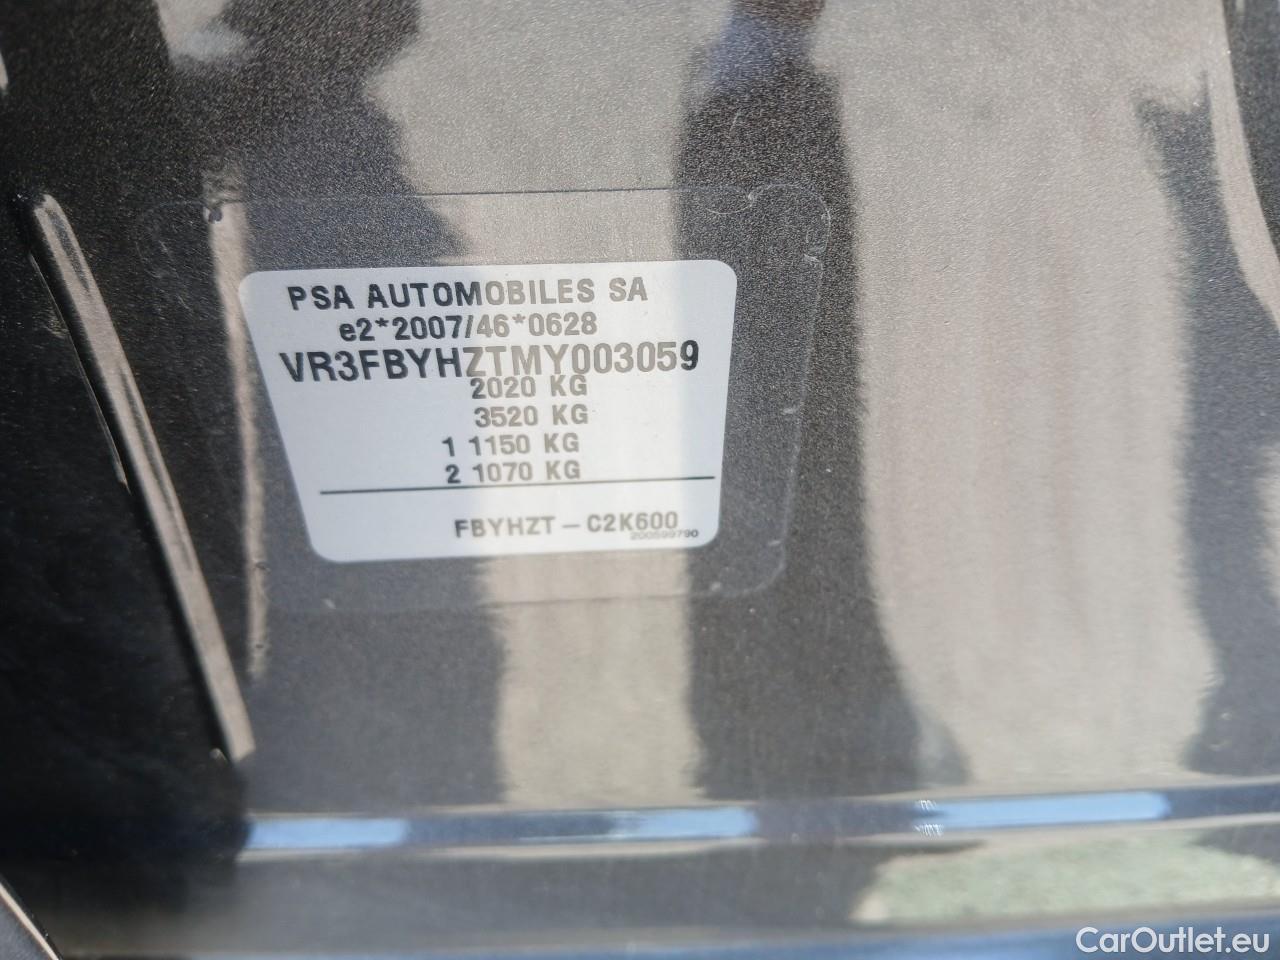 PSA AUTOMOBILES SA
e2*2007/46*0628
VR3FBYHZTMY003059
2020 KG
3520 KG
1 1150 KG
2 1070 KG
FBYHZT - C2K600
200599790
CarOutlet.eu